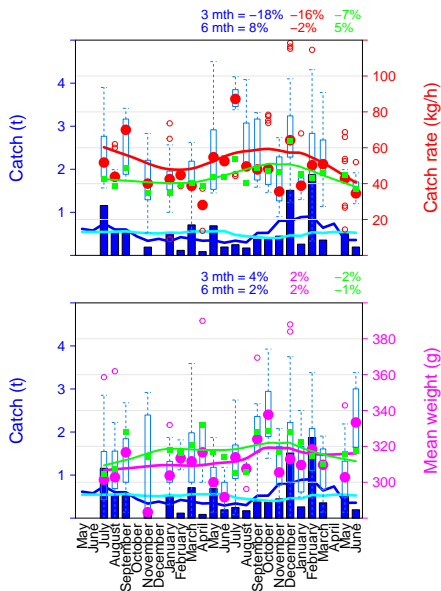 3 mth = −18% −16% −7%
6 mth = 8% −2% 5%
Catch (t)
5
4
3
2
1
120
100
80
60
40
20
Catch rate (kg/h)
3 mth = 4% 2% −2%
6 mth = 2% 2% −1%
Catch (t)
5
4
3
2
1
380
360
340
320
300
Mean weight (g)
May
June
July
August
September
October
November
December
January
February
March
April
May
June
July
August
September
October
November
December
January
February
March
April
May
June